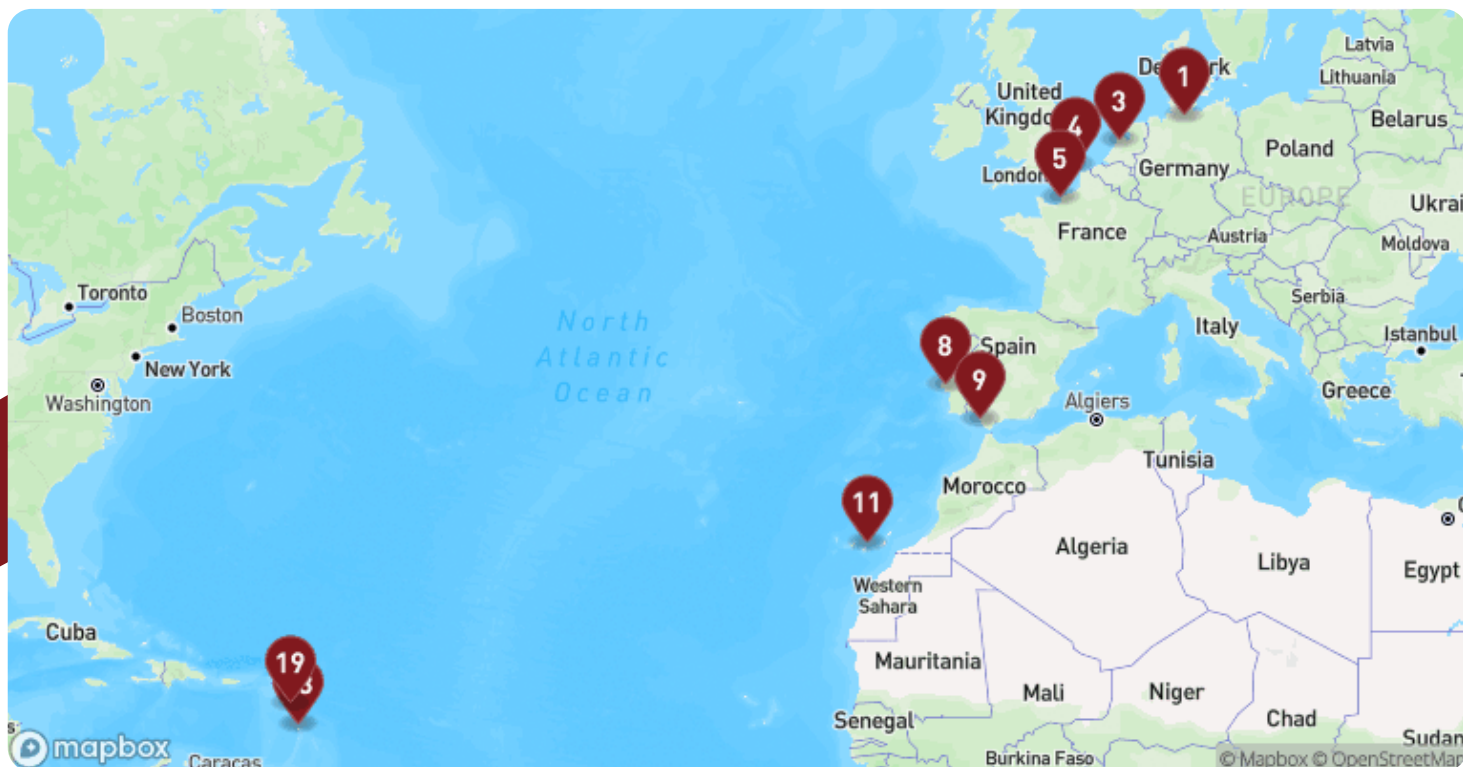 Latvia
Denmark
1
Lithuania
3
United
Kingdo
4
Belarus
5
Poland
London
Germany
EUROPE
Ukrai
France
Austria
Moldova
Toronto
Serbia
Boston
North
Atlantic
Ocean
Italy
Istanbul
8
Spain
New York
9
Washington
Algiers
Greece
Tunisia
Morocco
11
Algeria
Libya
Egypt
Western
Sahara
Cuba
19
3
Mauritania
Mali
Niger
Chad
Senegal
Sudan
mapbox
Caracas
Burkina Faso
© Mapbox © OpenStreetMap